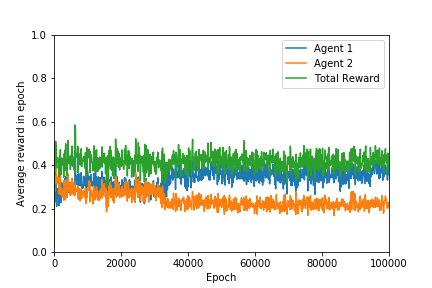 Agent 1
Agent 2
Total Reward
1.0
0.8
0.6
0.4
0.2
0.0
Average reward in epoch
0 20000 40000 60000 80000 100000
Epoch